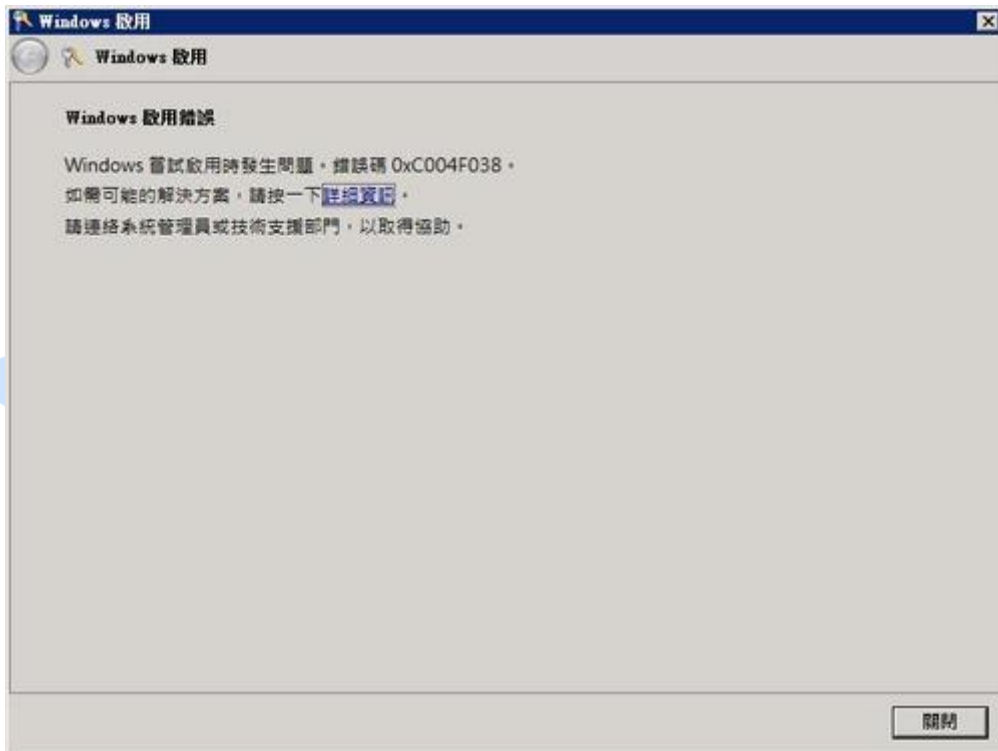 Windows 啟用
Windows 啟用
Windows 啟用錯誤
Windows 嘗試啟用時發生問題。錯誤碼 0xC004F038。
如需可能的解決方案，請按一下詳細資訊。
請連絡系統管理員或技術支援部門，以取得協助。
關閉